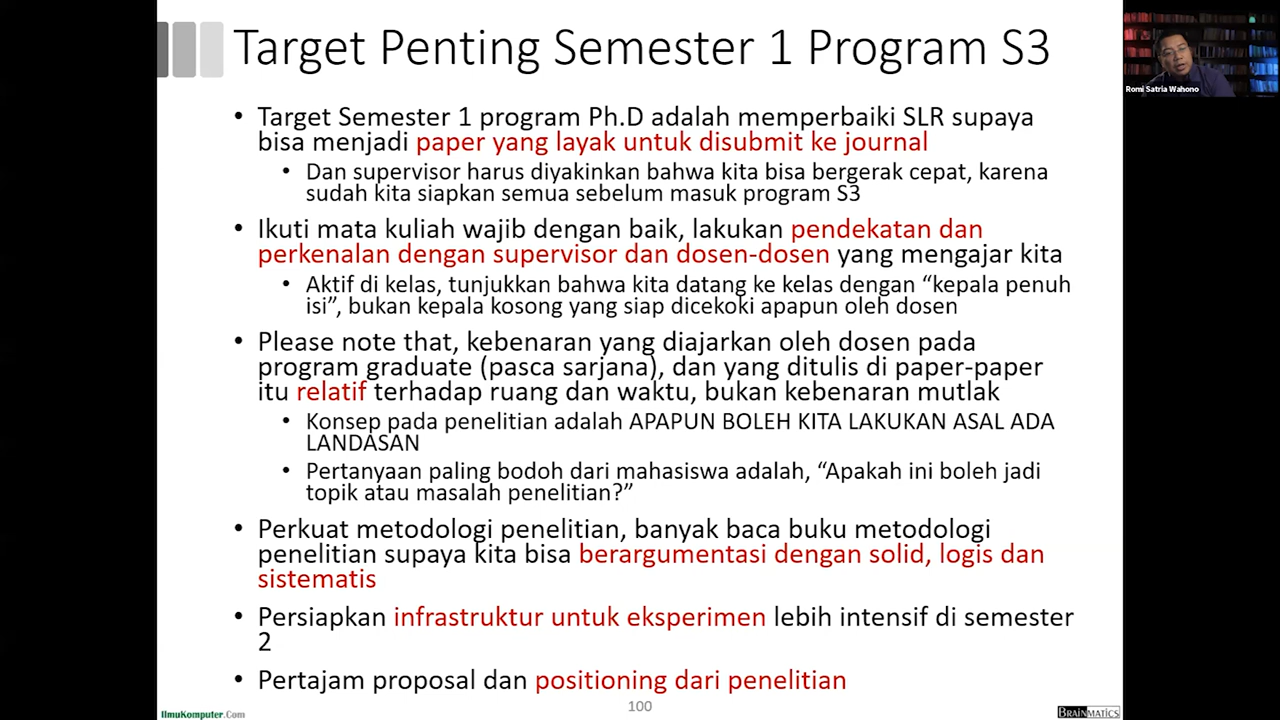 Target Penting Semester 1 Program S3
Romi Satria Wahono
• Target Semester 1 program Ph.D adalah memperbaiki SLR supaya
bisa menjadi paper yang layak untuk disubmit ke journal
• Dan supervisor harus diyakinkan bahwa kita bisa bergerak cepat, karena
sudah kita siapkan semua sebelum masuk program S3
• Ikuti mata kuliah wajib dengan baik, lakukan pendekatan dan
perkenalan dengan supervisor dan dosen-dosen yang mengajar kita
• Aktif di kelas, tunjukkan bahwa kita datang ke kelas dengan “kepala penuh
isi”, bukan kepala kosong yang siap dicekoki apapun oleh dosen
• Please note that, kebenaran yang diajarkan oleh dosen pada
program graduate (pasca sarjana), dan yang ditulis di paper-paper
itu relatif terhadap ruang dan waktu, bukan kebenaran mutlak
• Konsep pada penelitian adalah APAPUN BOLEH KITA LAKUKAN ASAL ADA
LANDASAN
• Pertanyaan paling bodoh dari mahasiswa adalah, “Apakah ini boleh jadi
topik atau masalah penelitian?”
• Perkuat metodologi penelitian, banyak baca buku metodologi
penelitian supaya kita bisa berargumentasi dengan solid, logis dan
sistematis
• Persiapkan infrastruktur untuk eksperimen lebih intensif di semester
2
• Pertajam proposal dan positioning dari penelitian
IlmuKomputer.Com
100
BRAINMATICS